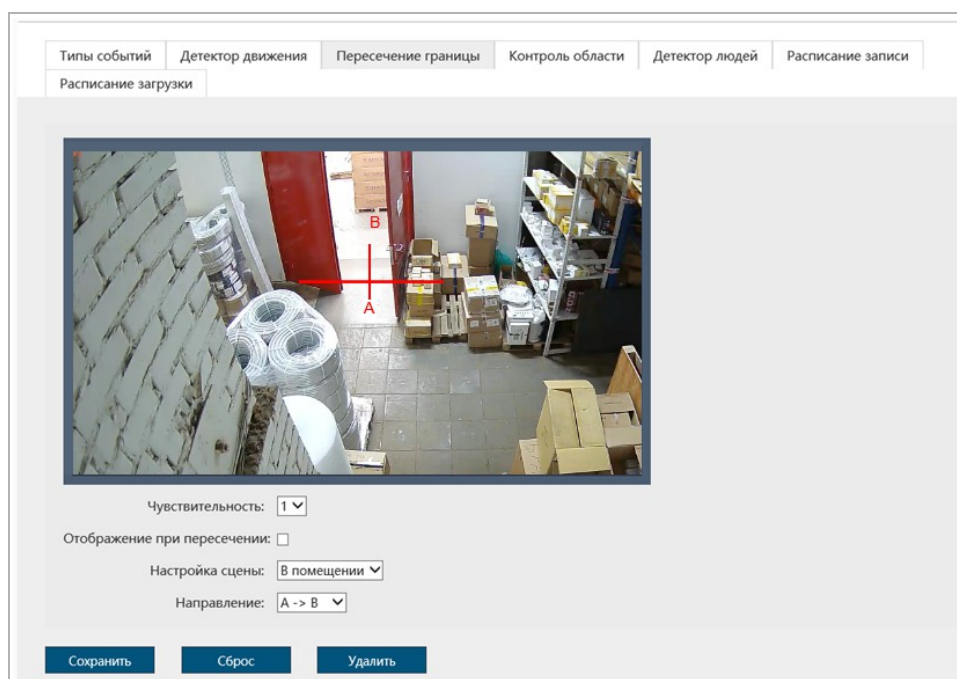 Типы событий
Детектор движения
Пересечение границы
Контроль области
Детектор людей
Расписание записи
Расписание загрузки
B
A
Чувствительность: 1
Отображение при пересечении:
Настройка сцены: В помещении
Направление: A -> B
Сохранить
Сброс
Удалить